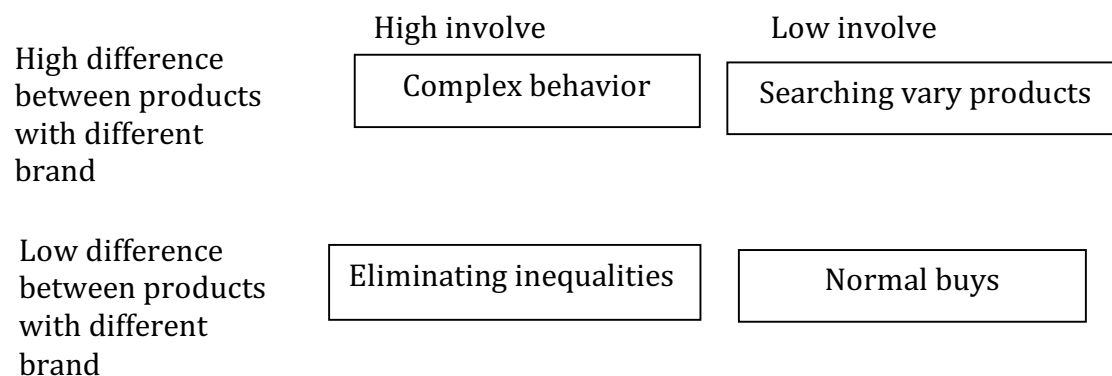 High involve
Low involve
High difference
between products
with different
brand
Complex behavior
Searching vary products
Low difference
between products
with different
brand
Eliminating inequalities
Normal buys